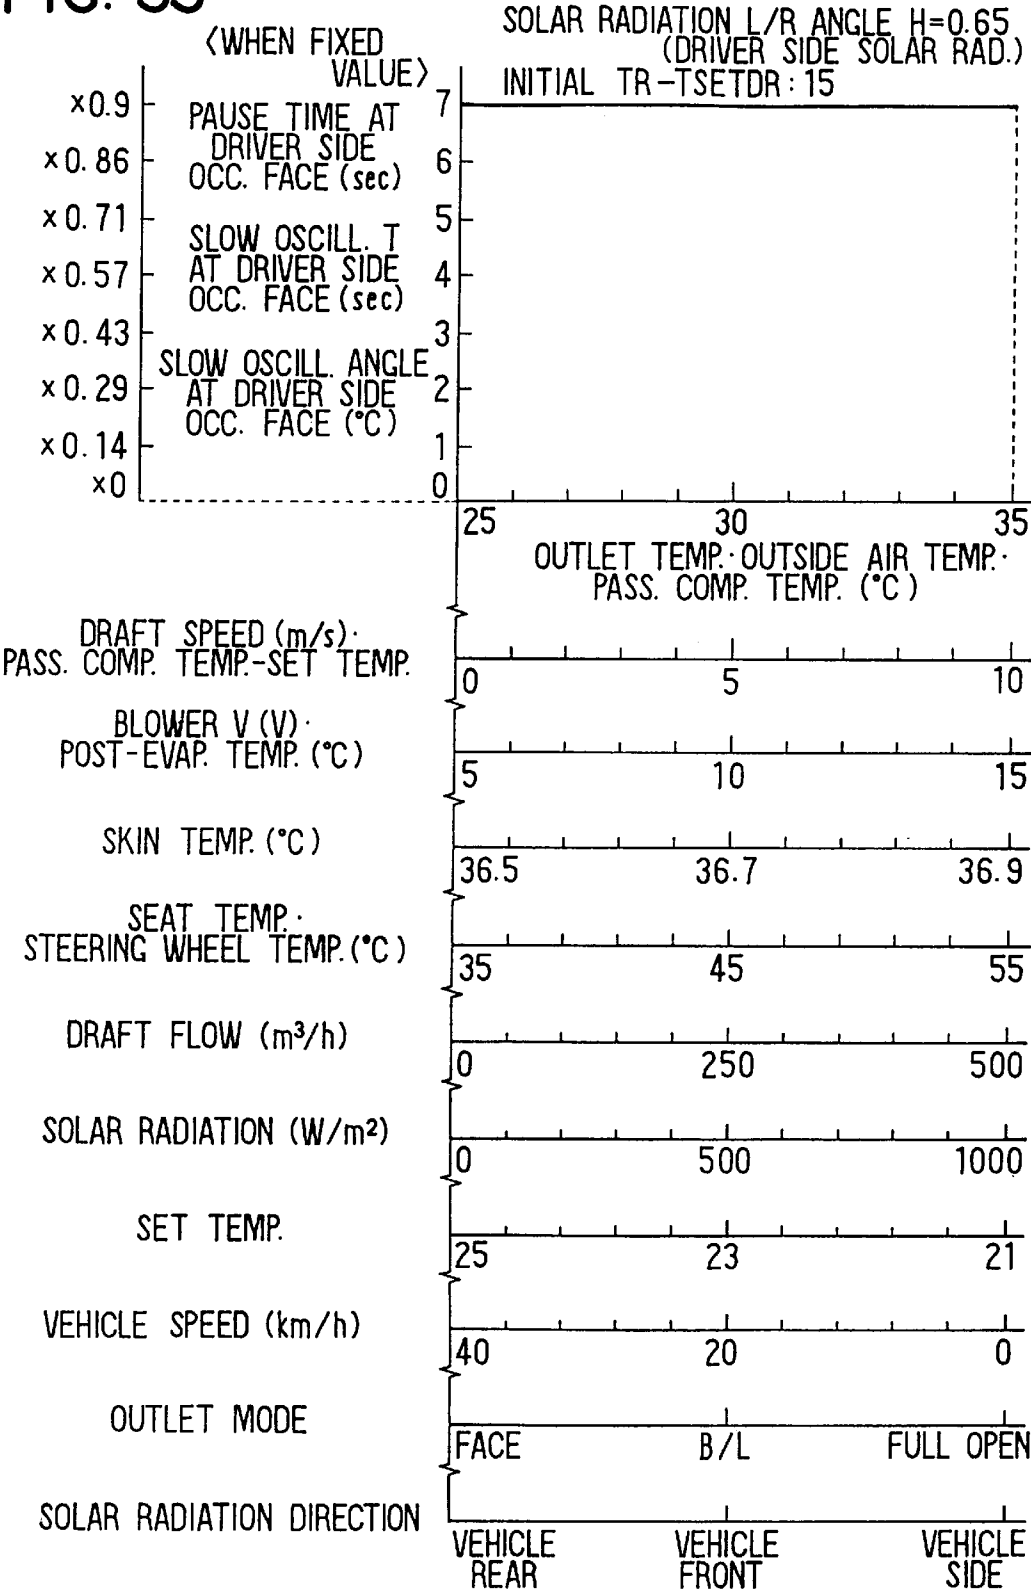 SOLAR RADIATION L/R ANGLE H=0.65
(DRIVER SIDE SOLAR RAD.)
INITIAL TR-TSETDR:15
<WHEN FIXED
VALUE>
×0.9
×0.86
×0.71
×0.57
×0.43
×0.29
×0.14
×0
PAUSE TIME AT
DRIVER SIDE
OCC. FACE (sec)
SLOW OSCILL. T
AT DRIVER SIDE
OCC. FACE (sec)
SLOW OSCILL. ANGLE
AT DRIVER SIDE
OCC. FACE (°C)
7
6
5
4
3
2
1
0
25 30 35
OUTLET TEMP.·OUTSIDE AIR TEMP.·
PASS. COMP. TEMP. (°C)
DRAFT SPEED (m/s)·
PASS. COMP. TEMP.-SET TEMP.
0 5 10
BLOWER V (V)·
POST-EVAP. TEMP. (°C)
5 10 15
SKIN TEMP. (°C)
36.5 36.7 36.9
SEAT TEMP.·
STEERING WHEEL TEMP. (°C)
35 45 55
DRAFT FLOW (m³/h)
0 250 500
SOLAR RADIATION (W/m²)
0 500 1000
SET TEMP.
25 23 21
VEHICLE SPEED (km/h)
40 20 0
OUTLET MODE
FACE B/L FULL OPEN
SOLAR RADIATION DIRECTION
VEHICLE REAR VEHICLE FRONT VEHICLE SIDE